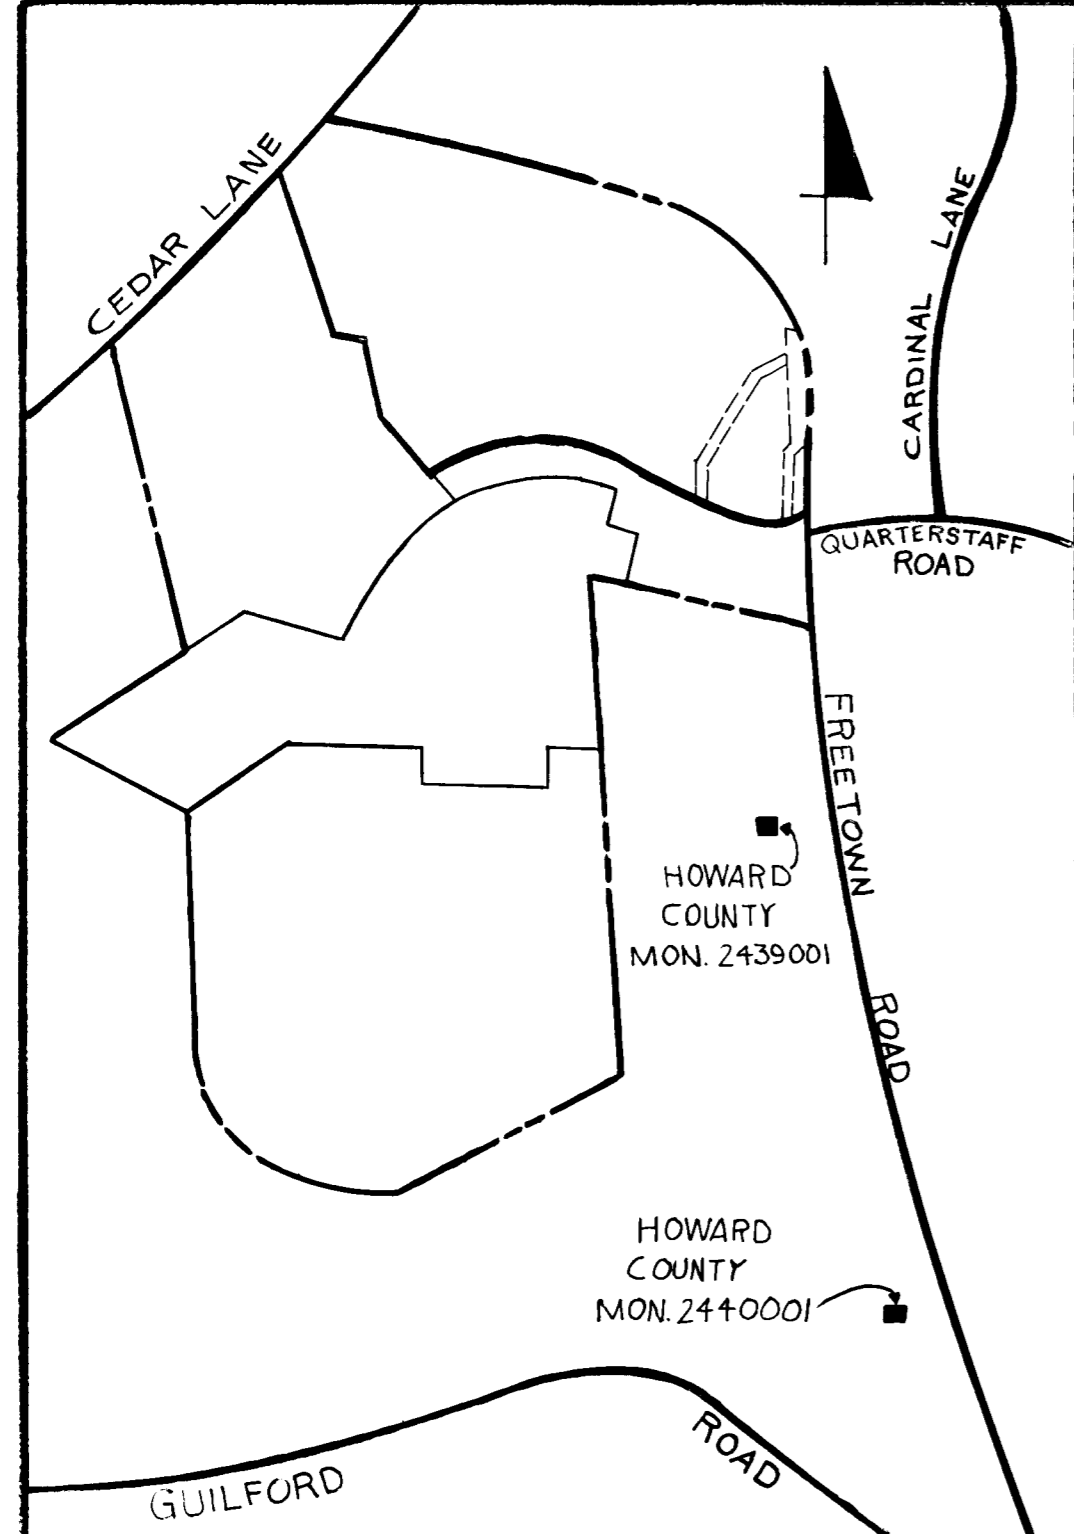 CEDAR LANE
CARDINAL LANE
QUARTERSTAFF
ROAD
FREETOWN ROAD
HOWARD
COUNTY
MON. 2439001
HOWARD
COUNTY
MON. 2440001
GUILFORD ROAD